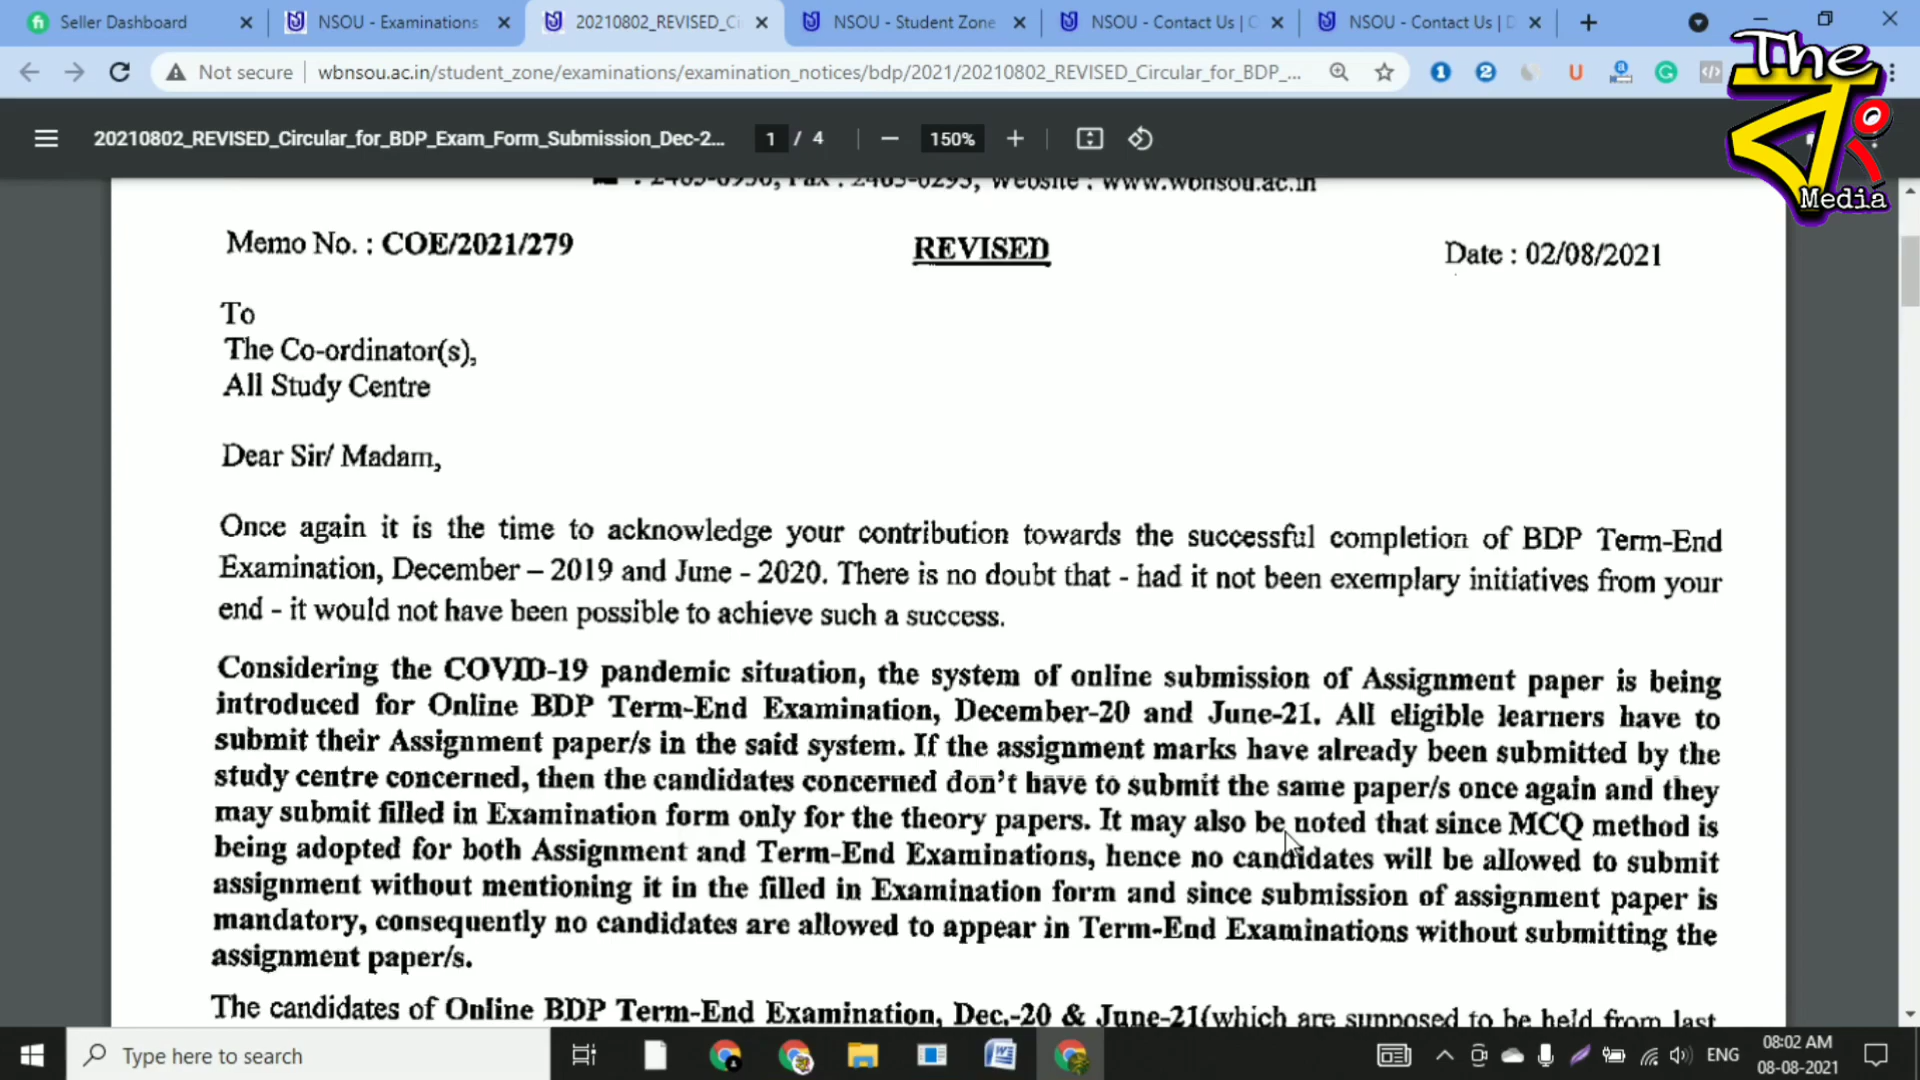 Seller Dashboard
NSOU - Examinations
20210802_REVISED_Ci
NSOU - Student Zone
NSOU - Contact Us | C
NSOU - Contact Us | D
Not secure
wbnsou.ac.in/student_zone/examinations/examination_notices/bdp/2021/20210802_REVISED_Circular_for_BDP_...
The
বং
Media
20210802_REVISED_Circular_for_BDP_Exam_Form_Submission_Dec-2...
1 / 4
150%
: 2403-0950, Fax : 2403-0293, Website : www.wbnsou.ac.in
Memo No. : COE/2021/279
REVISED
Date : 02/08/2021
To
The Co-ordinator(s),
All Study Centre
Dear Sir/ Madam,
Once again it is the time to acknowledge your contribution towards the successful completion of BDP Term-End
Examination, December – 2019 and June - 2020. There is no doubt that - had it not been exemplary initiatives from your
end - it would not have been possible to achieve such a success.
Considering the COVID-19 pandemic situation, the system of online submission of Assignment paper is being
introduced for Online BDP Term-End Examination, December-20 and June-21. All eligible learners have to
submit their Assignment paper/s in the said system. If the assignment marks have already been submitted by the
study centre concerned, then the candidates concerned don't have to submit the same paper/s once again and they
may submit filled in Examination form only for the theory papers. It may also be noted that since MCQ method is
being adopted for both Assignment and Term-End Examinations, hence no candidates will be allowed to submit
assignment without mentioning it in the filled in Examination form and since submission of assignment paper is
mandatory, consequently no candidates are allowed to appear in Term-End Examinations without submitting the
assignment paper/s.
The candidates of Online BDP Term-End Examination, Dec.-20 & June-21(which are supposed to be held from last
Type here to search
ENG
08:02 AM
08-08-2021